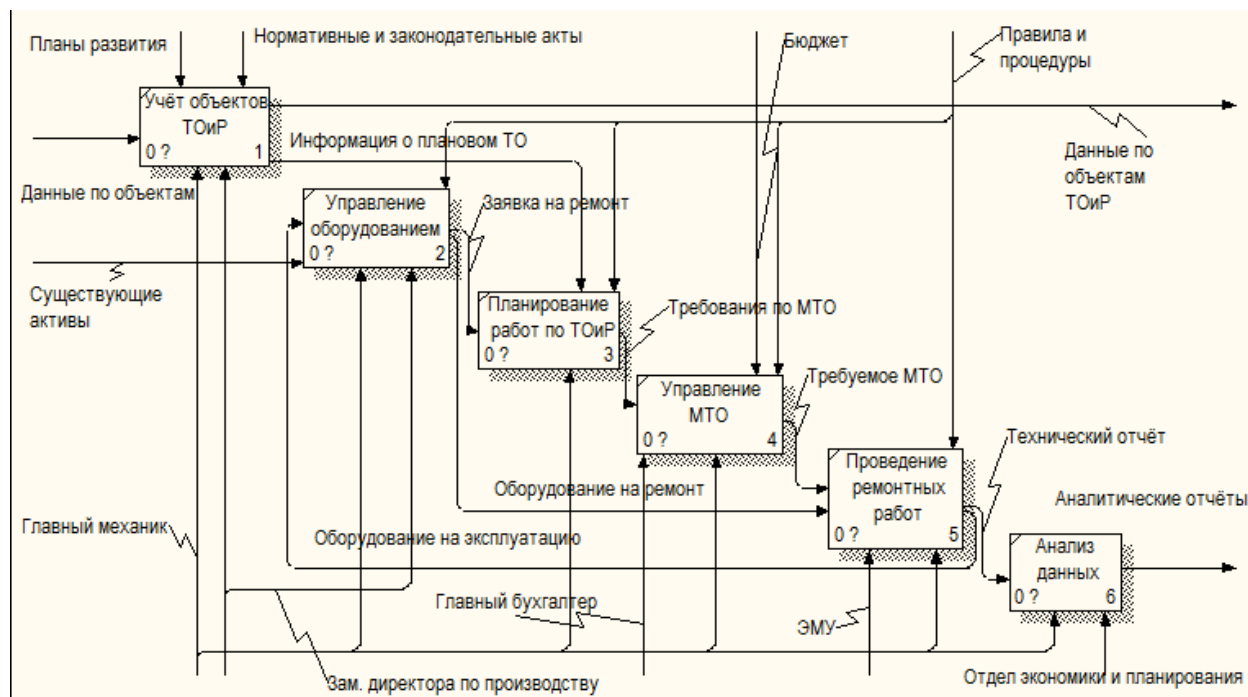 Планы развития
Нормативные и законодательные акты
Бюджет
Правила и
процедуры
Учёт объектов
ТОиР
0 ? 1
Информация о плановом ТО
Данные по
объектам
ТОиР
Данные по объектам
Управление
оборудованием
0 ? 2
Заявка на ремонт
Существующие
активы
Планирование
работ по ТОиР
0 ? 3
Требования по МТО
Управление
МТО
0 ? 4
Требуемое МТО
Проведение
ремонтных
работ
0 ? 5
Технический отчёт
Оборудование на ремонт
Аналитические отчёты
Главный механик
Оборудование на эксплуатацию
Анализ
данных
0 ? 6
Главный бухгалтер
ЭМУ
Зам. директора по производству
Отдел экономики и планирования